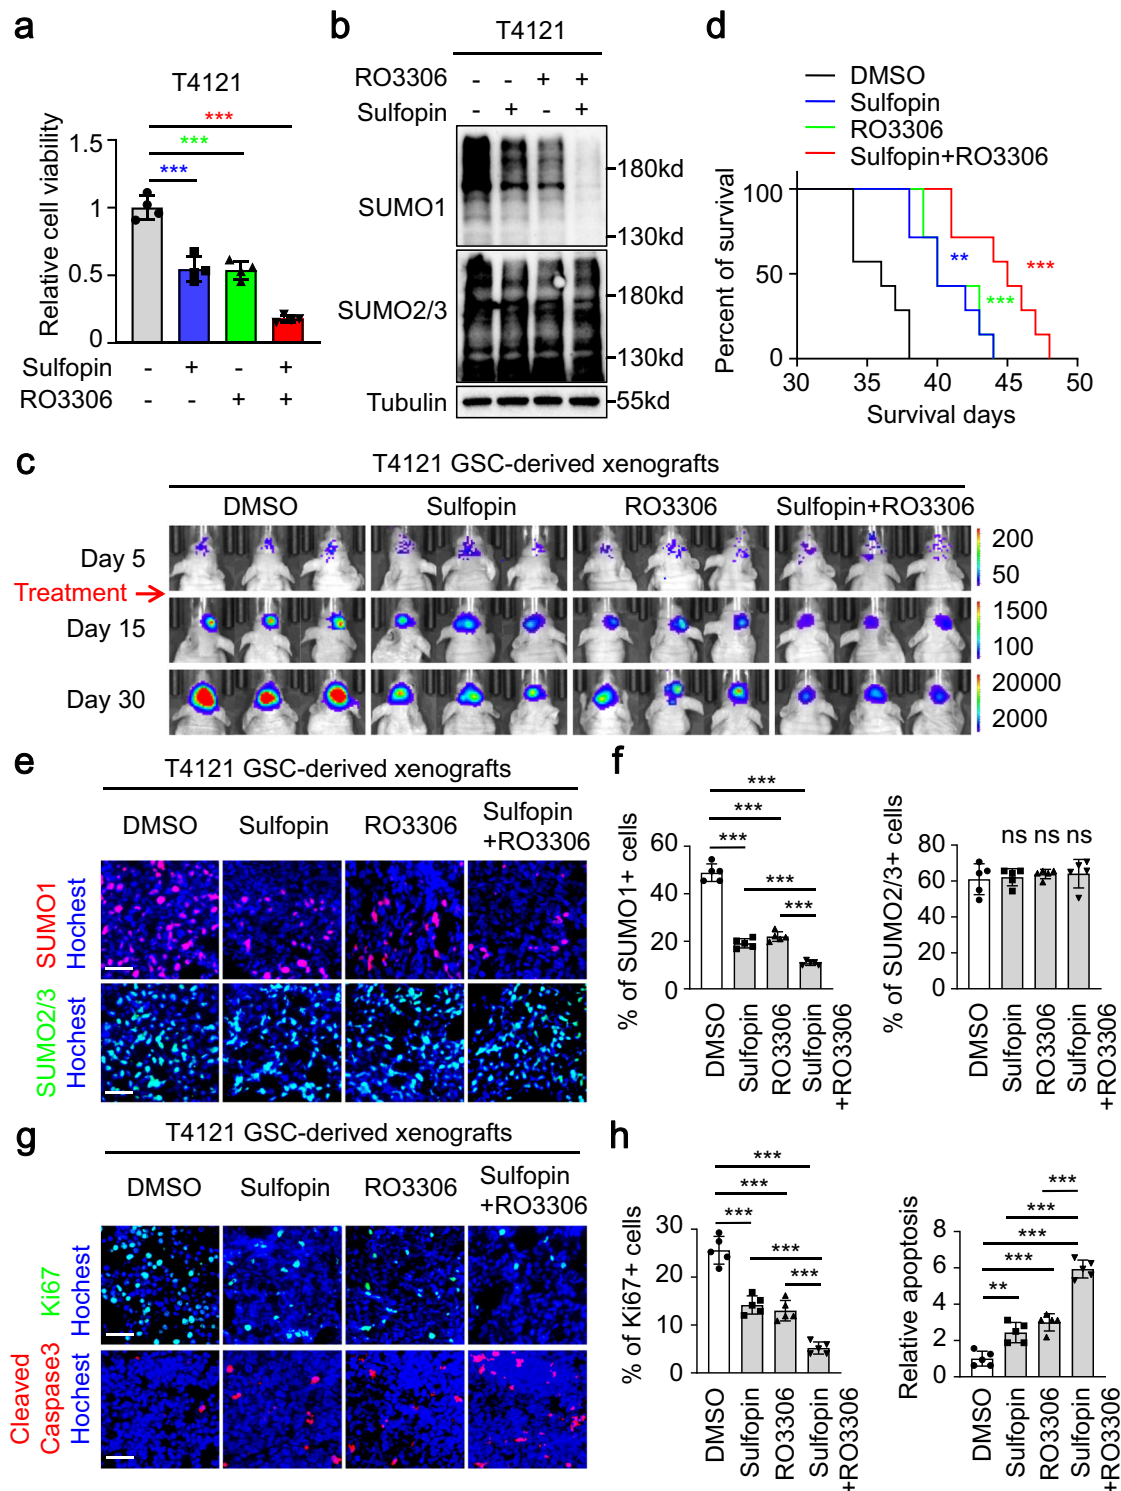 a
T4121
***
***
***
Relative cell viability
1.5
1
0.5
0
Sulfopin - + - +
RO3306 - - + +
b
T4121
RO3306 - - + +
Sulfopin - + - +
SUMO1
180kd
130kd
SUMO2/3
180kd
130kd
Tubulin
55kd
d
DMSO
Sulfopin
RO3306
Sulfopin+RO3306
Percent of survival
100
50
0
** *** ***
30 35 40 45 50
Survival days
c
T4121 GSC-derived xenografts
DMSO Sulfopin RO3306 Sulfopin+RO3306
Day 5
200
50
Treatment
Day 15
1500
100
Day 30
20000
2000
e
T4121 GSC-derived xenografts
DMSO Sulfopin RO3306 Sulfopin
+RO3306
SUMO1
Hochest
SUMO2/3
Hochest
f
% of SUMO1+ cells
60
40
20
0
***
***
***
***
***
DMSO
Sulfopin
RO3306
Sulfopin
+RO3306
% of SUMO2/3+ cells
80
60
40
20
0
ns ns ns
DMSO
Sulfopin
RO3306
Sulfopin
+RO3306
g
T4121 GSC-derived xenografts
DMSO Sulfopin RO3306 Sulfopin
+RO3306
Ki67
Hochest
Cleaved
Caspase3
Hochest
h
% of Ki67+ cells
30
20
10
0
***
***
***
***
***
DMSO
Sulfopin
RO3306
Sulfopin
+RO3306
Relative apoptosis
8
6
4
2
0
***
***
***
***
**
DMSO
Sulfopin
RO3306
Sulfopin
+RO3306